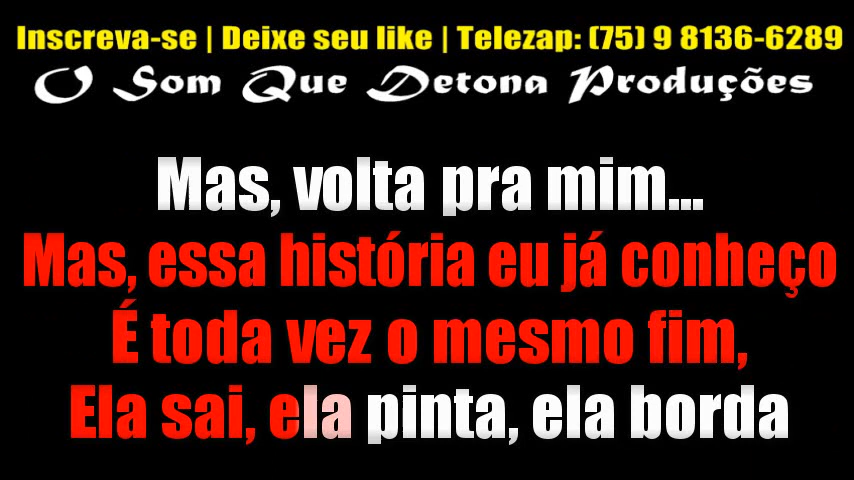 Inscreva-se | Deixe seu like | Telezap: (75) 9 8136-6289
O Som Que Detona Produções
Mas, volta pra mim...
Mas, essa história eu já conheço
É toda vez o mesmo fim,
Ela sai, ela pinta, ela borda